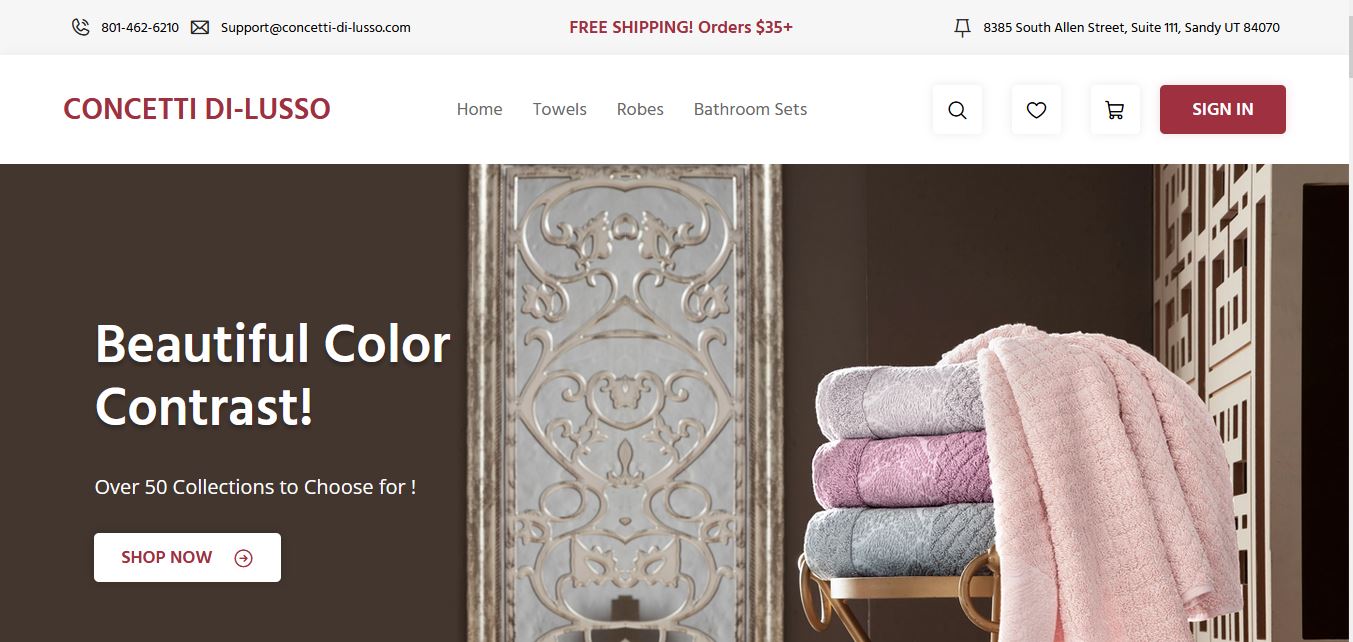 801-462-6210 Support@concetti-di-lusso.com FREE SHIPPING! Orders $35+ 8385 South Allen Street, Suite 111, Sandy UT 84070
CONCETTI DI-LUSSO Home Towels Robes Bathroom Sets SIGN IN
Beautiful Color
Contrast!
Over 50 Collections to Choose for !
SHOP NOW